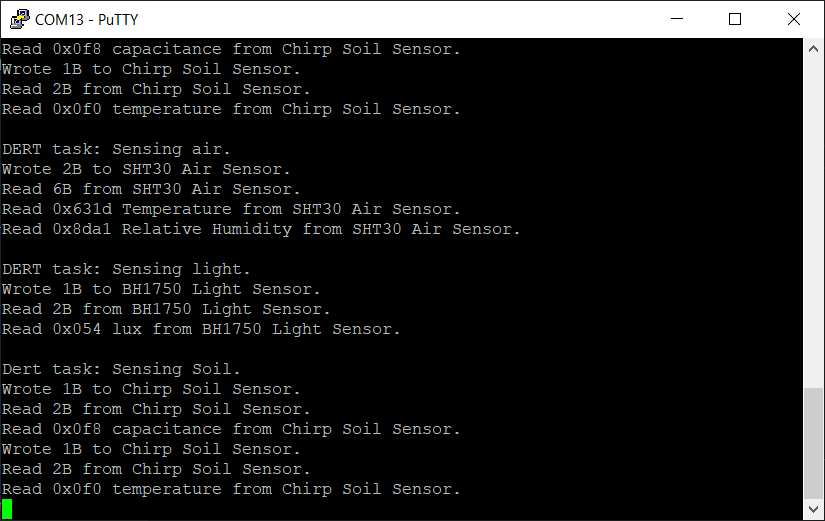 COM13 - PuTTY
Read 0x0f8 capacitance from Chirp Soil Sensor.
Wrote 1B to Chirp Soil Sensor.
Read 2B from Chirp Soil Sensor.
Read 0x0f0 temperature from Chirp Soil Sensor.
DERT task: Sensing air.
Wrote 2B to SHT30 Air Sensor.
Read 6B from SHT30 Air Sensor.
Read 0x631d Temperature from SHT30 Air Sensor.
Read 0x8da1 Relative Humidity from SHT30 Air Sensor.
DERT task: Sensing light.
Wrote 1B to BH1750 Light Sensor.
Read 2B from BH1750 Light Sensor.
Read 0x054 lux from BH1750 Light Sensor.
Dert task: Sensing Soil.
Wrote 1B to Chirp Soil Sensor.
Read 2B from Chirp Soil Sensor.
Read 0x0f8 capacitance from Chirp Soil Sensor.
Wrote 1B to Chirp Soil Sensor.
Read 2B from Chirp Soil Sensor.
Read 0x0f0 temperature from Chirp Soil Sensor.